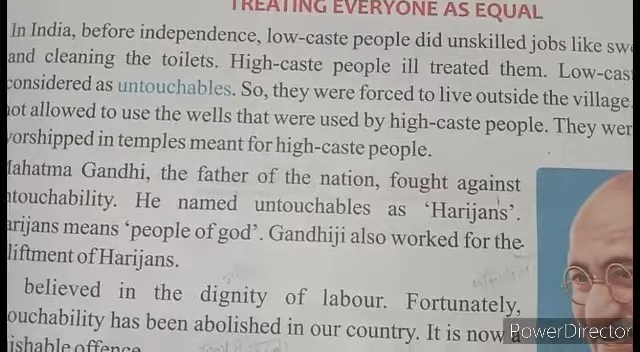 TREATING EVERYONE AS EQUAL
In India, before independence, low-caste people did unskilled jobs like
and cleaning the toilets. High-caste people ill treated them.
considered as untouchables. So, they were forced to live outside the village
not allowed to use the wells that were used by high-caste people. They
worshipped in temples meant for high-caste people.
Mahatma Gandhi, the father of the nation, fought against
untouchability. He named untouchables as ‘Harijans’.
Harijans means ‘people of god’. Gandhiji also worked for the
liftment of Harijans.
believed in the dignity of labour. Fortunately,
ouchability has been abolished in our country. It is now a
ishable offence
PowerDirector